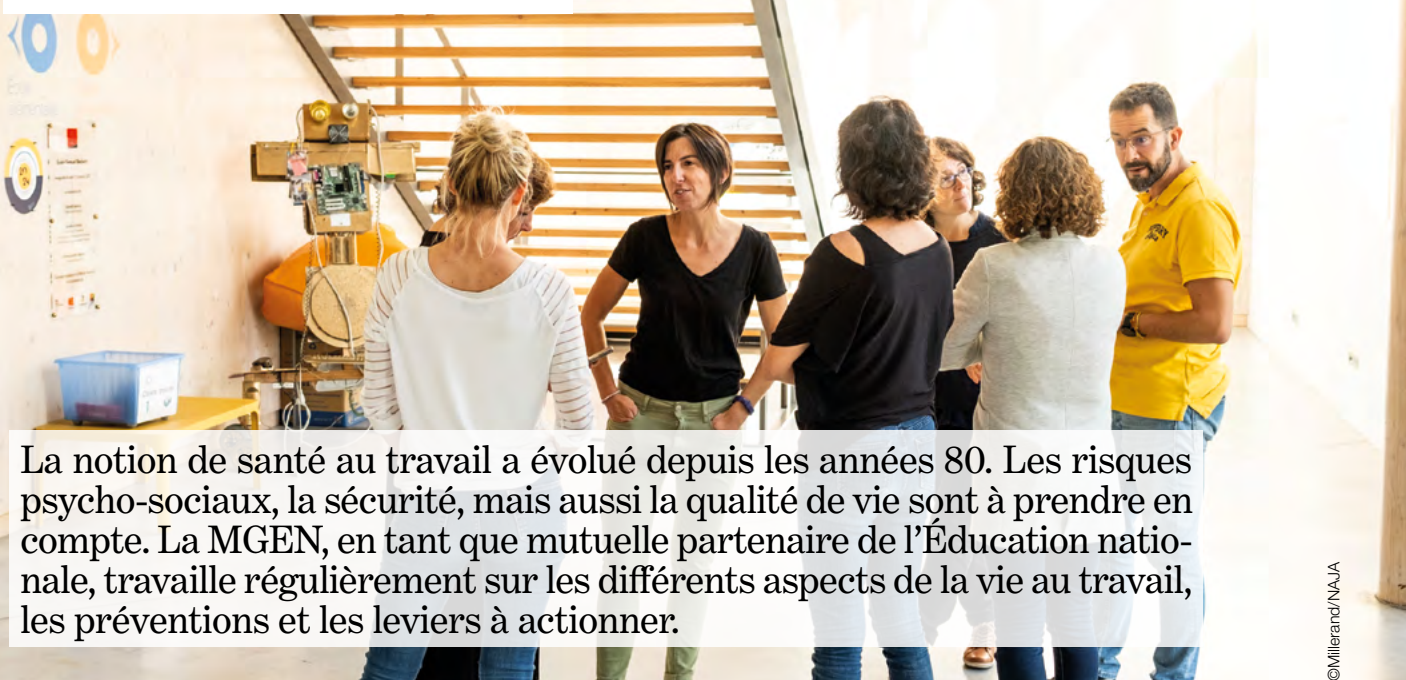 La notion de santé au travail a évolué depuis les années 80. Les risques
psycho-sociaux, la sécurité, mais aussi la qualité de vie sont à prendre en
compte. La MGEN, en tant que mutuelle partenaire de l’Éducation natio-
nale, travaille régulièrement sur les différents aspects de la vie au travail,
les préventions et les leviers à actionner.
©Millerand/NAJA